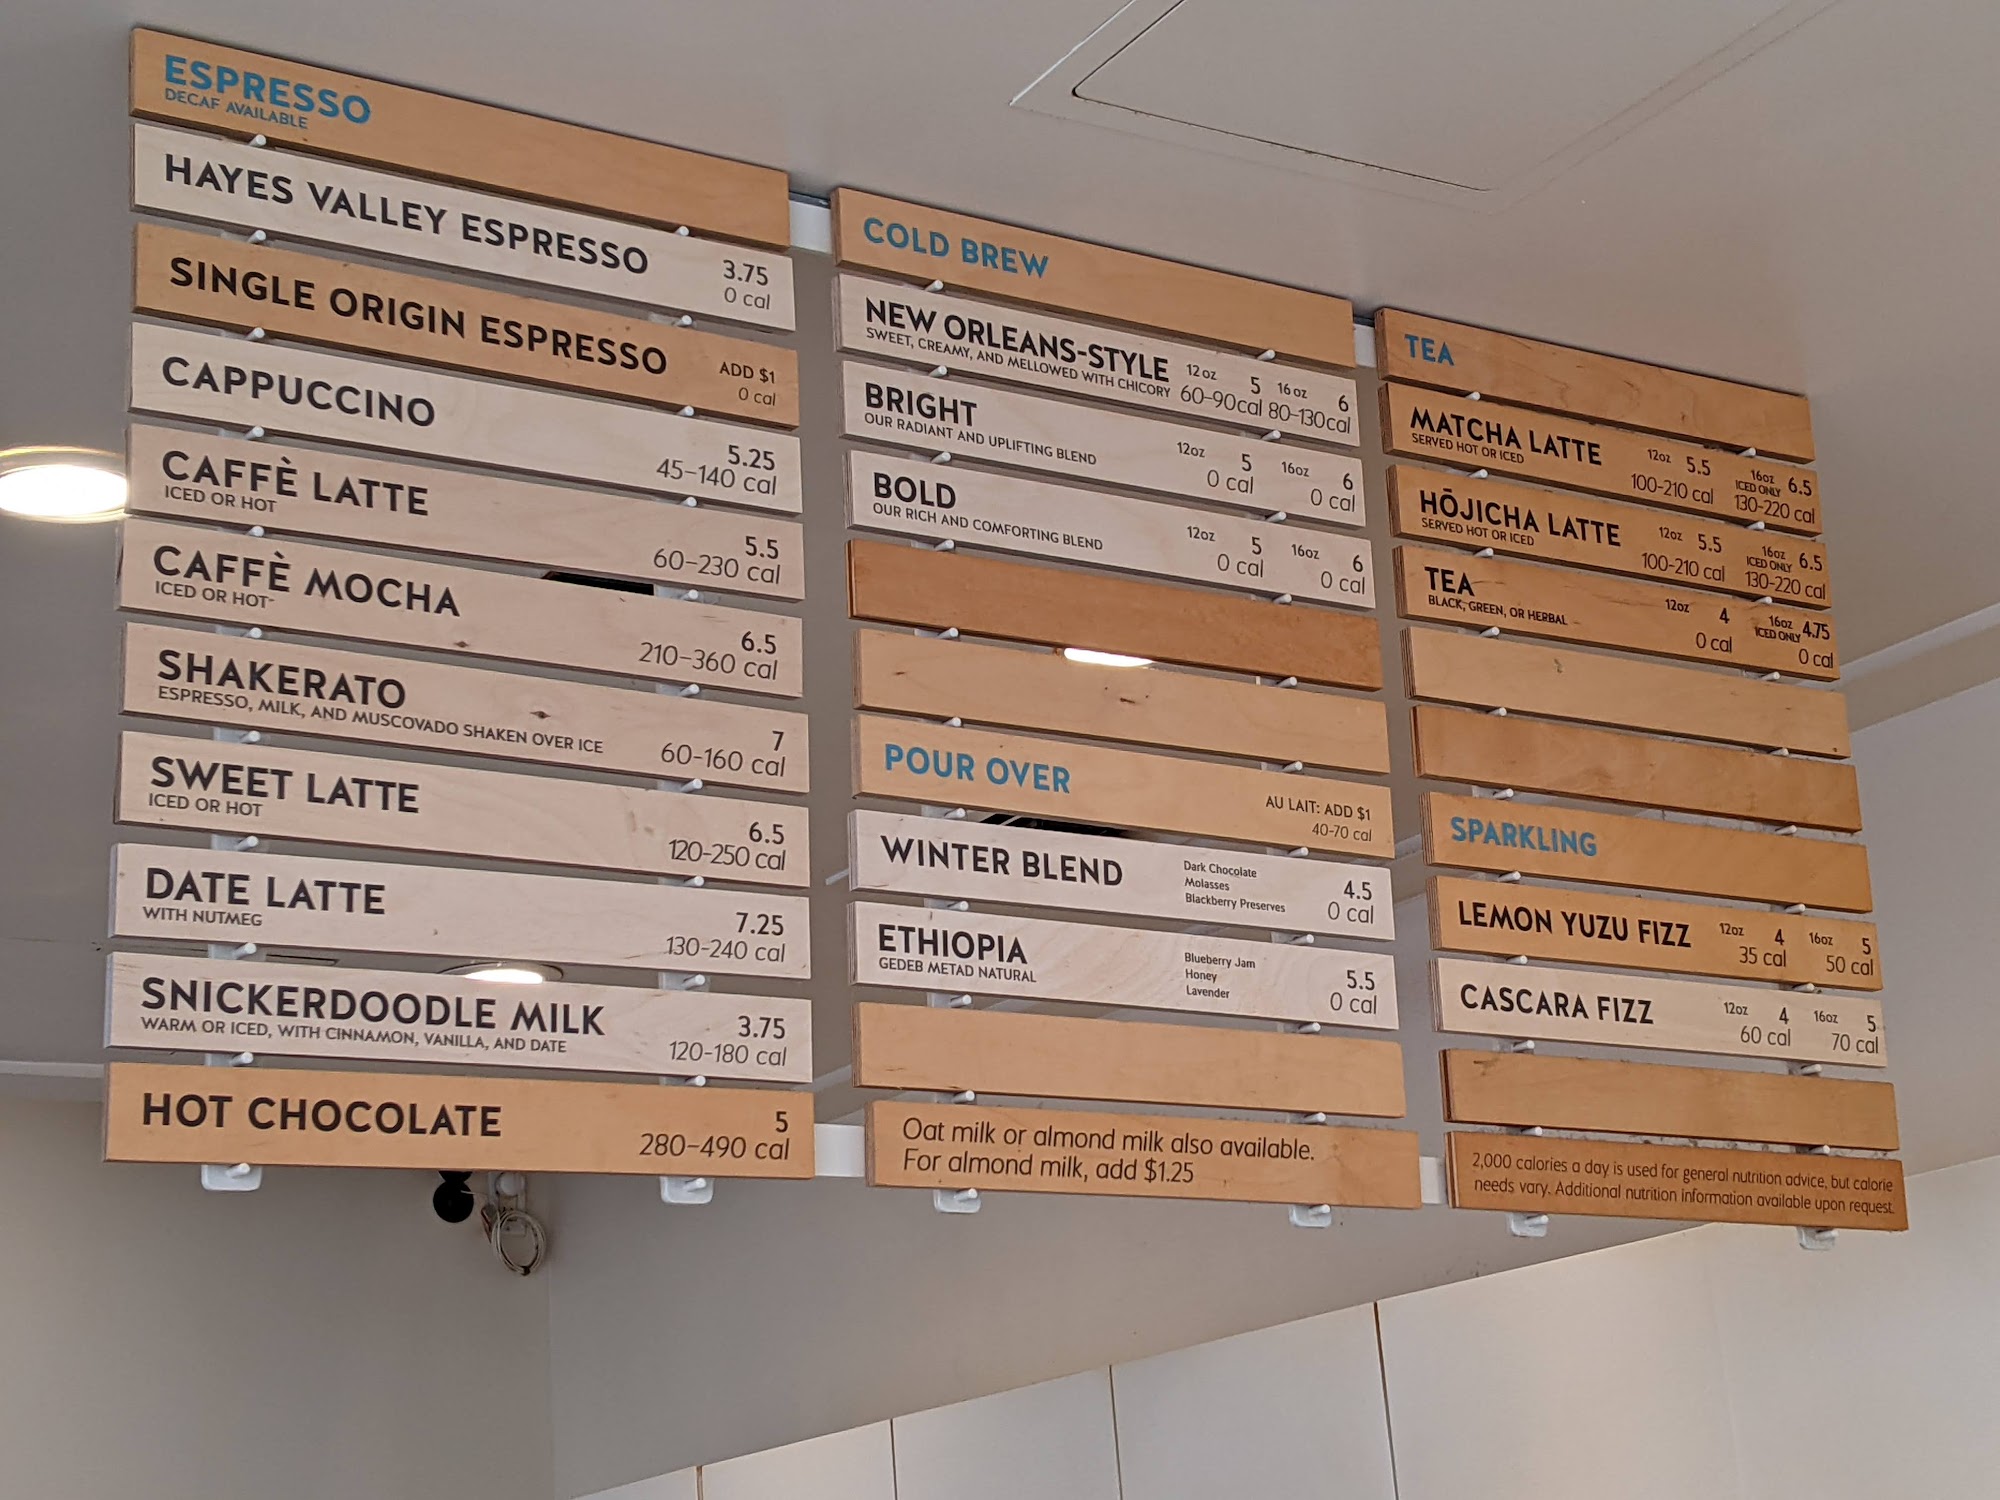 ESPRESSO
DECAF AVAILABLE
HAYES VALLEY ESPRESSO 3.75
0 cal
SINGLE ORIGIN ESPRESSO ADD $1
0 cal
CAPPUCCINO 5.25
45–140 cal
CAFFÈ LATTE 5.5
ICED OR HOT 60–230 cal
CAFFÈ MOCHA 6.5
ICED OR HOT 210–360 cal
SHAKERATO 7
ESPRESSO, MILK, AND MUSCOVADO SHAKEN OVER ICE 60-160 cal
SWEET LATTE 6.5
ICED OR HOT 120-250 cal
DATE LATTE 7.25
WITH NUTMEG 130-240 cal
SNICKERDOODLE MILK 3.75
WARM OR ICED, WITH CINNAMON, VANILLA, AND DATE 120-180 cal
HOT CHOCOLATE 5
280–490 cal
COLD BREW
NEW ORLEANS-STYLE 12 oz 5 16 oz 6
SWEET, CREAMY, AND MELLOWED WITH CHICORY 60–90cal 80–130cal
BRIGHT 12oz 5 16oz 6
OUR RADIANT AND UPLIFTING BLEND 0 cal 0 cal
BOLD 12oz 5 16oz 6
OUR RICH AND COMFORTING BLEND 0 cal 0 cal
POUR OVER AU LAIT: ADD $1
40-70 cal
WINTER BLEND Dark Chocolate 4.5
Molasses
Blackberry Preserves 0 cal
ETHIOPIA Blueberry Jam 5.5
GEDEB METAD NATURAL Honey
Lavender 0 cal
Oat milk or almond milk also available.
For almond milk, add $1.25
TEA
MATCHA LATTE 12oz 5.5 16oz 6.5
SERVED HOT OR ICED ICED ONLY
100-210 cal 130-220 cal
HŌJICHA LATTE 12oz 5.5 16oz 6.5
SERVED HOT OR ICED ICED ONLY
100-210 cal 130-220 cal
TEA 12oz 4 16oz 4.75
BLACK, GREEN, OR HERBAL ICED ONLY
0 cal 0 cal
SPARKLING
LEMON YUZU FIZZ 12oz 4 16oz 5
35 cal 50 cal
CASCARA FIZZ 12oz 4 16oz 5
60 cal 70 cal
2,000 calories a day is used for general nutrition advice, but calorie
needs vary. Additional nutrition information available upon request.